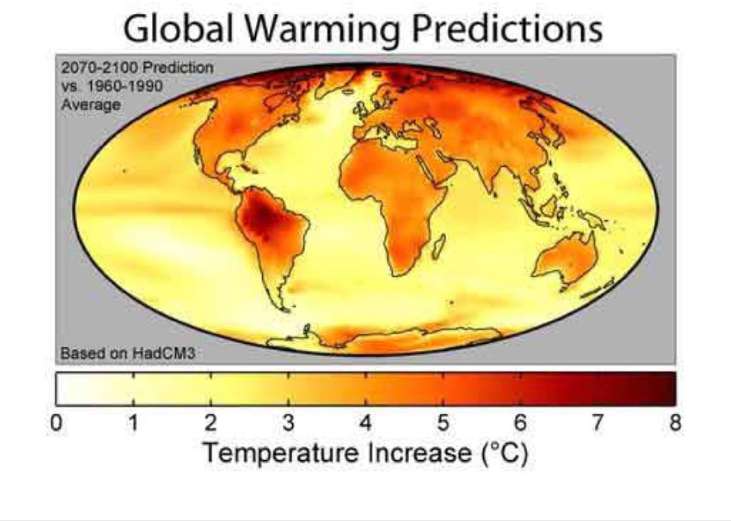 Global Warming Predictions
2070-2100 Prediction
vs. 1960-1990
Average
Based on HadCM3
0 1 2 3 4 5 6 7 8
Temperature Increase (°C)